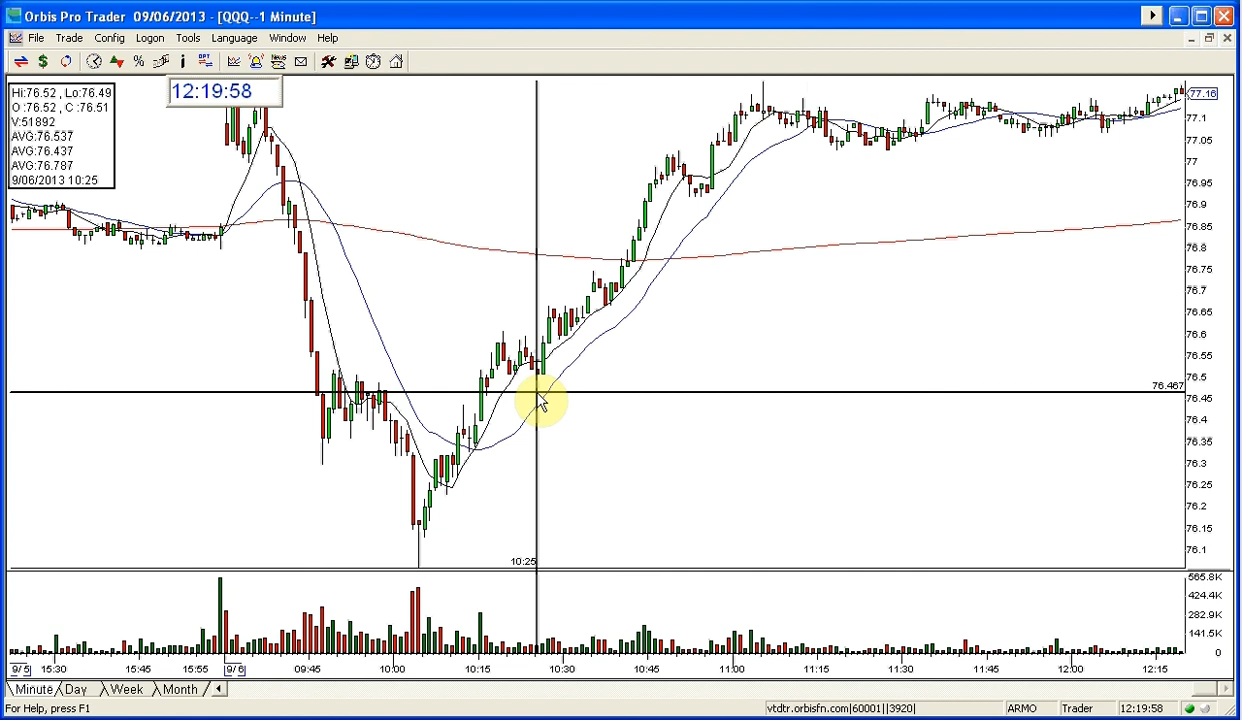 Orbis Pro Trader 09/06/2013 - [QQQ--1 Minute]
File Trade Config Logon Tools Language Window Help
$ % i OPT News
12:19:58
Hi:76.52 , Lo:76.49
O :76.52 , C :76.51
V:51892
AVG:76.537
AVG:76.437
AVG:76.787
9/06/2013 10:25
77.16
77.1
77.05
77
76.95
76.9
76.85
76.8
76.75
76.7
76.65
76.6
76.55
76.5
76.467
76.45
76.4
76.35
76.3
76.25
76.2
76.15
76.1
10:25
565.8K
424.4K
282.9K
141.5K
0
9/5 15:30 15:45 15:55 9/6 09:45 10:00 10:15 10:30 10:45 11:00 11:15 11:30 11:45 12:00 12:15
Minute Day Week Month
For Help, press F1 vtdtr.orbisfn.com|60001||3920| ARMO Trader 12:19:58